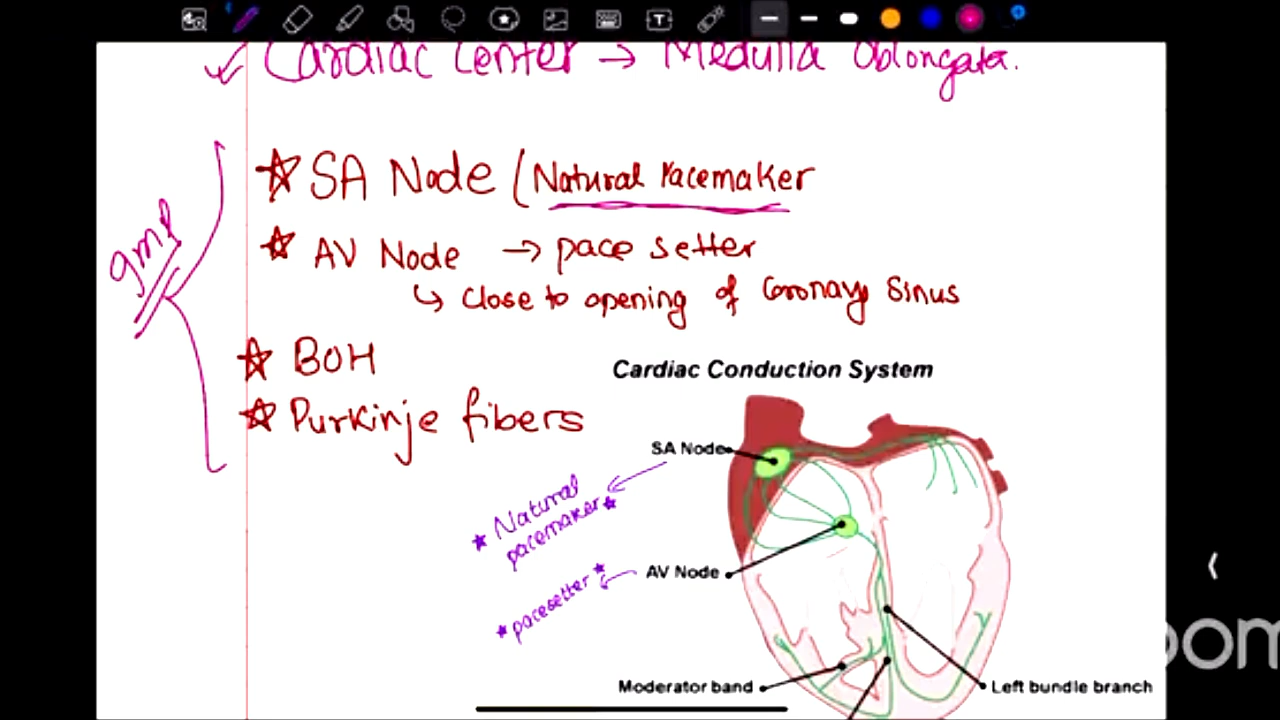 Cardiac Center → Medulla Oblongata.
SA Node (Natural Pacemaker
AV Node → pace setter
↳ Close to opening of Coronary Sinus
BOH
Purkinje fibers
Imp
Cardiac Conduction System
SA Node
Natural pacemaker
AV Node
pacesetter
Moderator band
Left bundle branch
oom